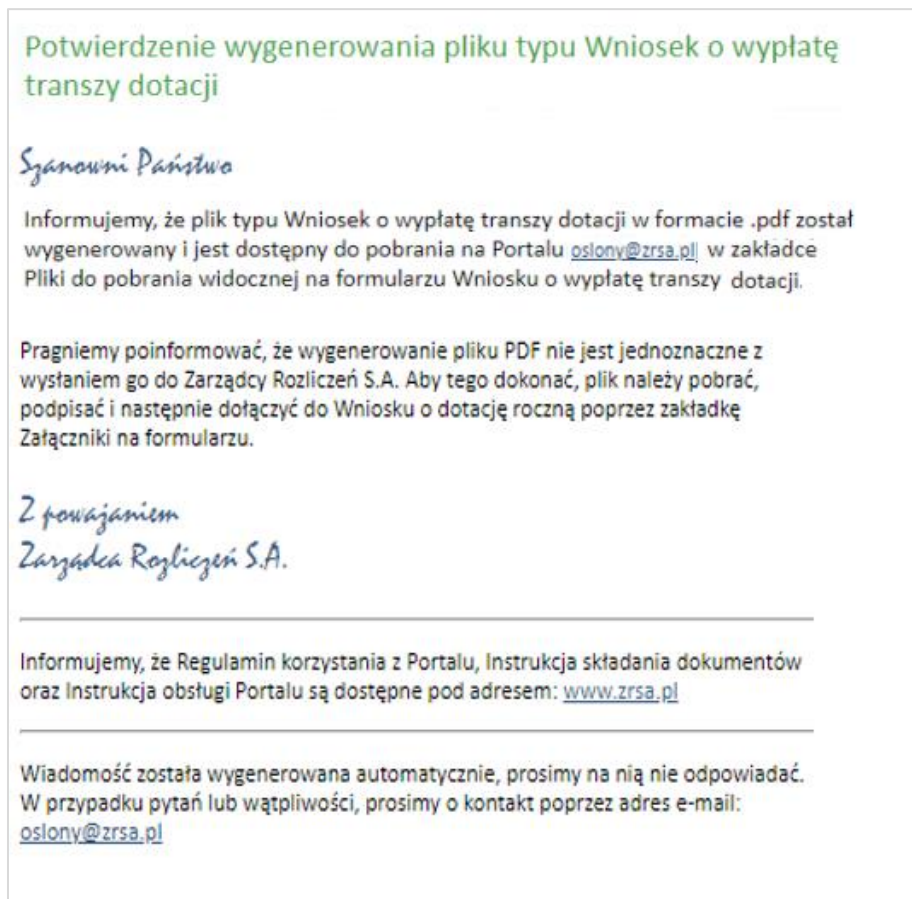 Potwierdzenie wygenerowania pliku typu Wniosek o wypłatę
transzy dotacji
Szanowni Państwo
Informujemy, że plik typu Wniosek o wypłatę transzy dotacji w formacie .pdf został
wygenerowany i jest dostępny do pobrania na Portalu oslony@zrsa.pl w zakładce
Pliki do pobrania widocznej na formularzu Wniosku o wypłatę transzy dotacji.
Pragniemy poinformować, że wygenerowanie pliku PDF nie jest jednoznaczne z
wysłaniem go do Zarządcy Rozliczeń S.A. Aby tego dokonać, plik należy pobrać,
podpisać i następnie dołączyć do Wniosku o dotację roczną poprzez zakładkę
Załączniki na formularzu.
Z poważaniem
Zarządca Rozliczeń S.A.
Informujemy, że Regulamin korzystania z Portalu, Instrukcja składania dokumentów
oraz Instrukcja obsługi Portalu są dostępne pod adresem: www.zrsa.pl
Wiadomość została wygenerowana automatycznie, prosimy na nią nie odpowiadać.
W przypadku pytań lub wątpliwości, prosimy o kontakt poprzez adres e-mail:
oslony@zrsa.pl